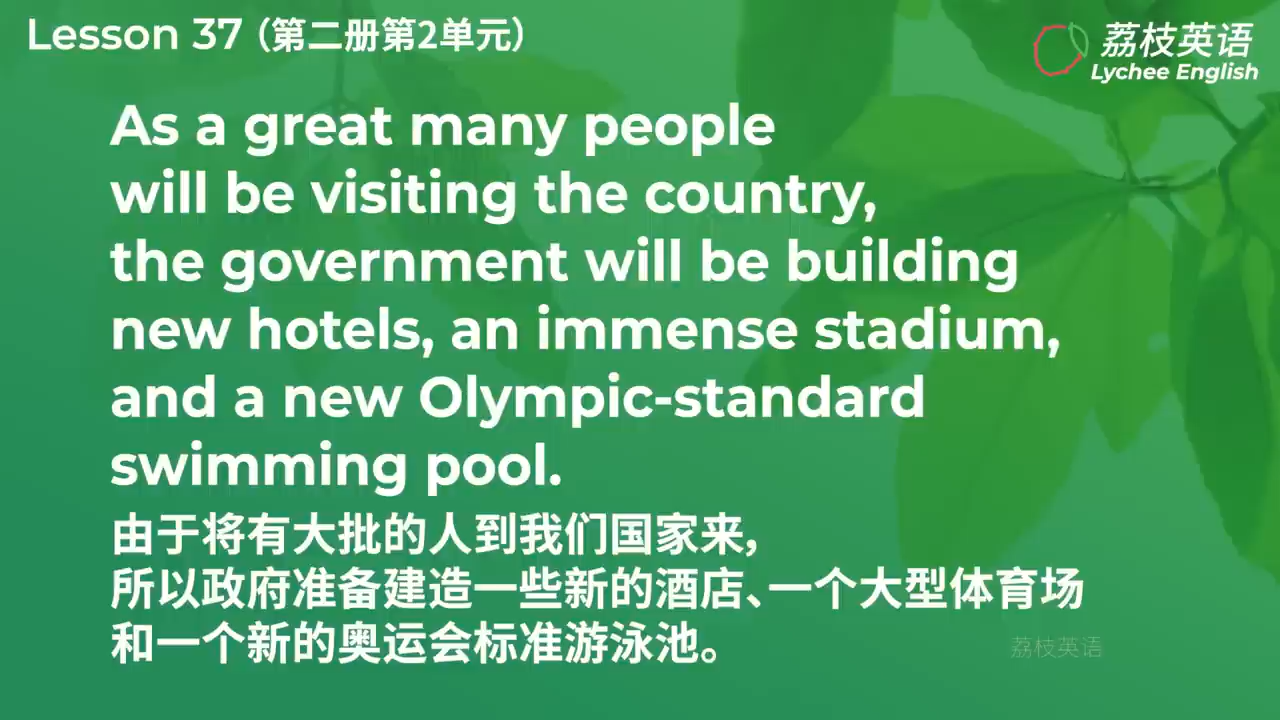 Lesson 37（第二册第2单元）
荔枝英语
Lychee English
As a great many people
will be visiting the country,
the government will be building
new hotels, an immense stadium,
and a new Olympic-standard
swimming pool.
由于将有大批的人到我们国家来,
所以政府准备建造一些新的酒店、一个大型体育场
和一个新的奥运会标准游泳池。
荔枝英语